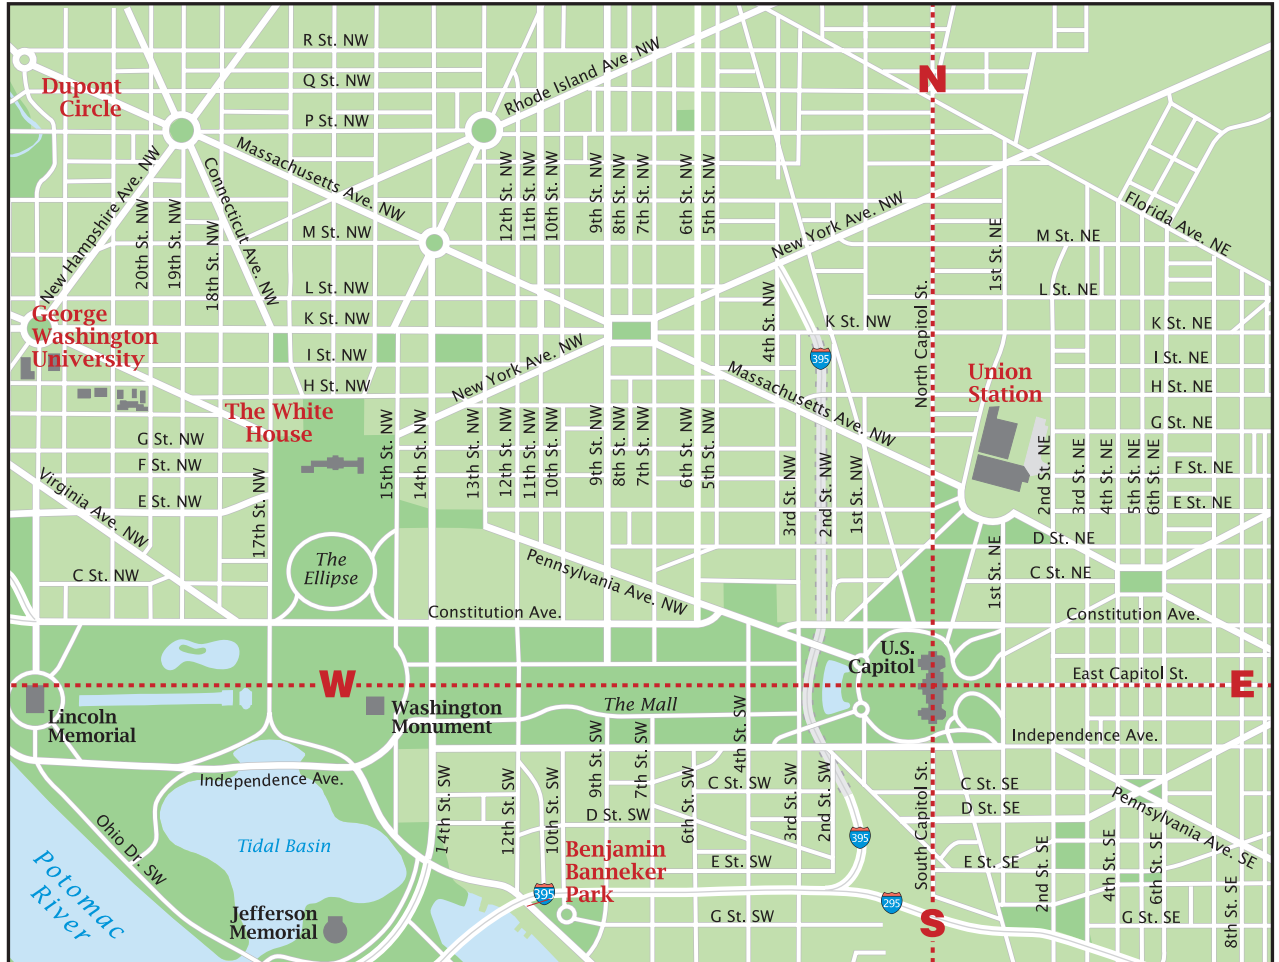 R St. NW
Q St. NW
P St. NW
Rhode Island Ave. NW
N
Dupont
Circle
Massachusetts Ave. NW
Connecticut Ave. NW
New Hampshire Ave. NW
20th St. NW
19th St. NW
18th St. NW
M St. NW
L St. NW
K St. NW
I St. NW
H St. NW
12th St. NW
11th St. NW
10th St. NW
9th St. NW
8th St. NW
7th St. NW
6th St. NW
5th St. NW
New York Ave. NW
Florida Ave. NE
1st St. NE
M St. NE
L St. NE
K St. NE
I St. NE
H St. NE
G St. NE
F St. NE
E St. NE
4th St. NW
K St. NW
395
North Capitol St.
George
Washington
University
New York Ave. NW
Massachusetts Ave. NW
Union
Station
The White
House
G St. NW
F St. NW
E St. NW
Virginia Ave. NW
C St. NW
17th St. NW
15th St. NW
14th St. NW
13th St. NW
12th St. NW
11th St. NW
10th St. NW
9th St. NW
8th St. NW
7th St. NW
6th St. NW
5th St. NW
3rd St. NW
2nd St. NW
1st St. NW
2nd St. NE
3rd St. NE
4th St. NE
5th St. NE
6th St. NE
D St. NE
C St. NE
1st St. NE
The
Ellipse
Pennsylvania Ave. NW
Constitution Ave.
Constitution Ave.
U.S.
Capitol
East Capitol St.
W
E
The Mall
Lincoln
Memorial
Washington
Monument
Independence Ave.
Independence Ave.
14th St. SW
12th St. SW
10th St. SW
9th St. SW
7th St. SW
6th St. SW
4th St. SW
3rd St. SW
2nd St. SW
C St. SW
D St. SW
E St. SW
G St. SW
South Capitol St.
C St. SE
D St. SE
E St. SE
G St. SE
Pennsylvania Ave. SE
2nd St. SE
4th St. SE
6th St. SE
8th St. SE
395
295
395
Benjamin
Banneker
Park
Ohio Dr. SW
Tidal Basin
Potomac
River
Jefferson
Memorial
S